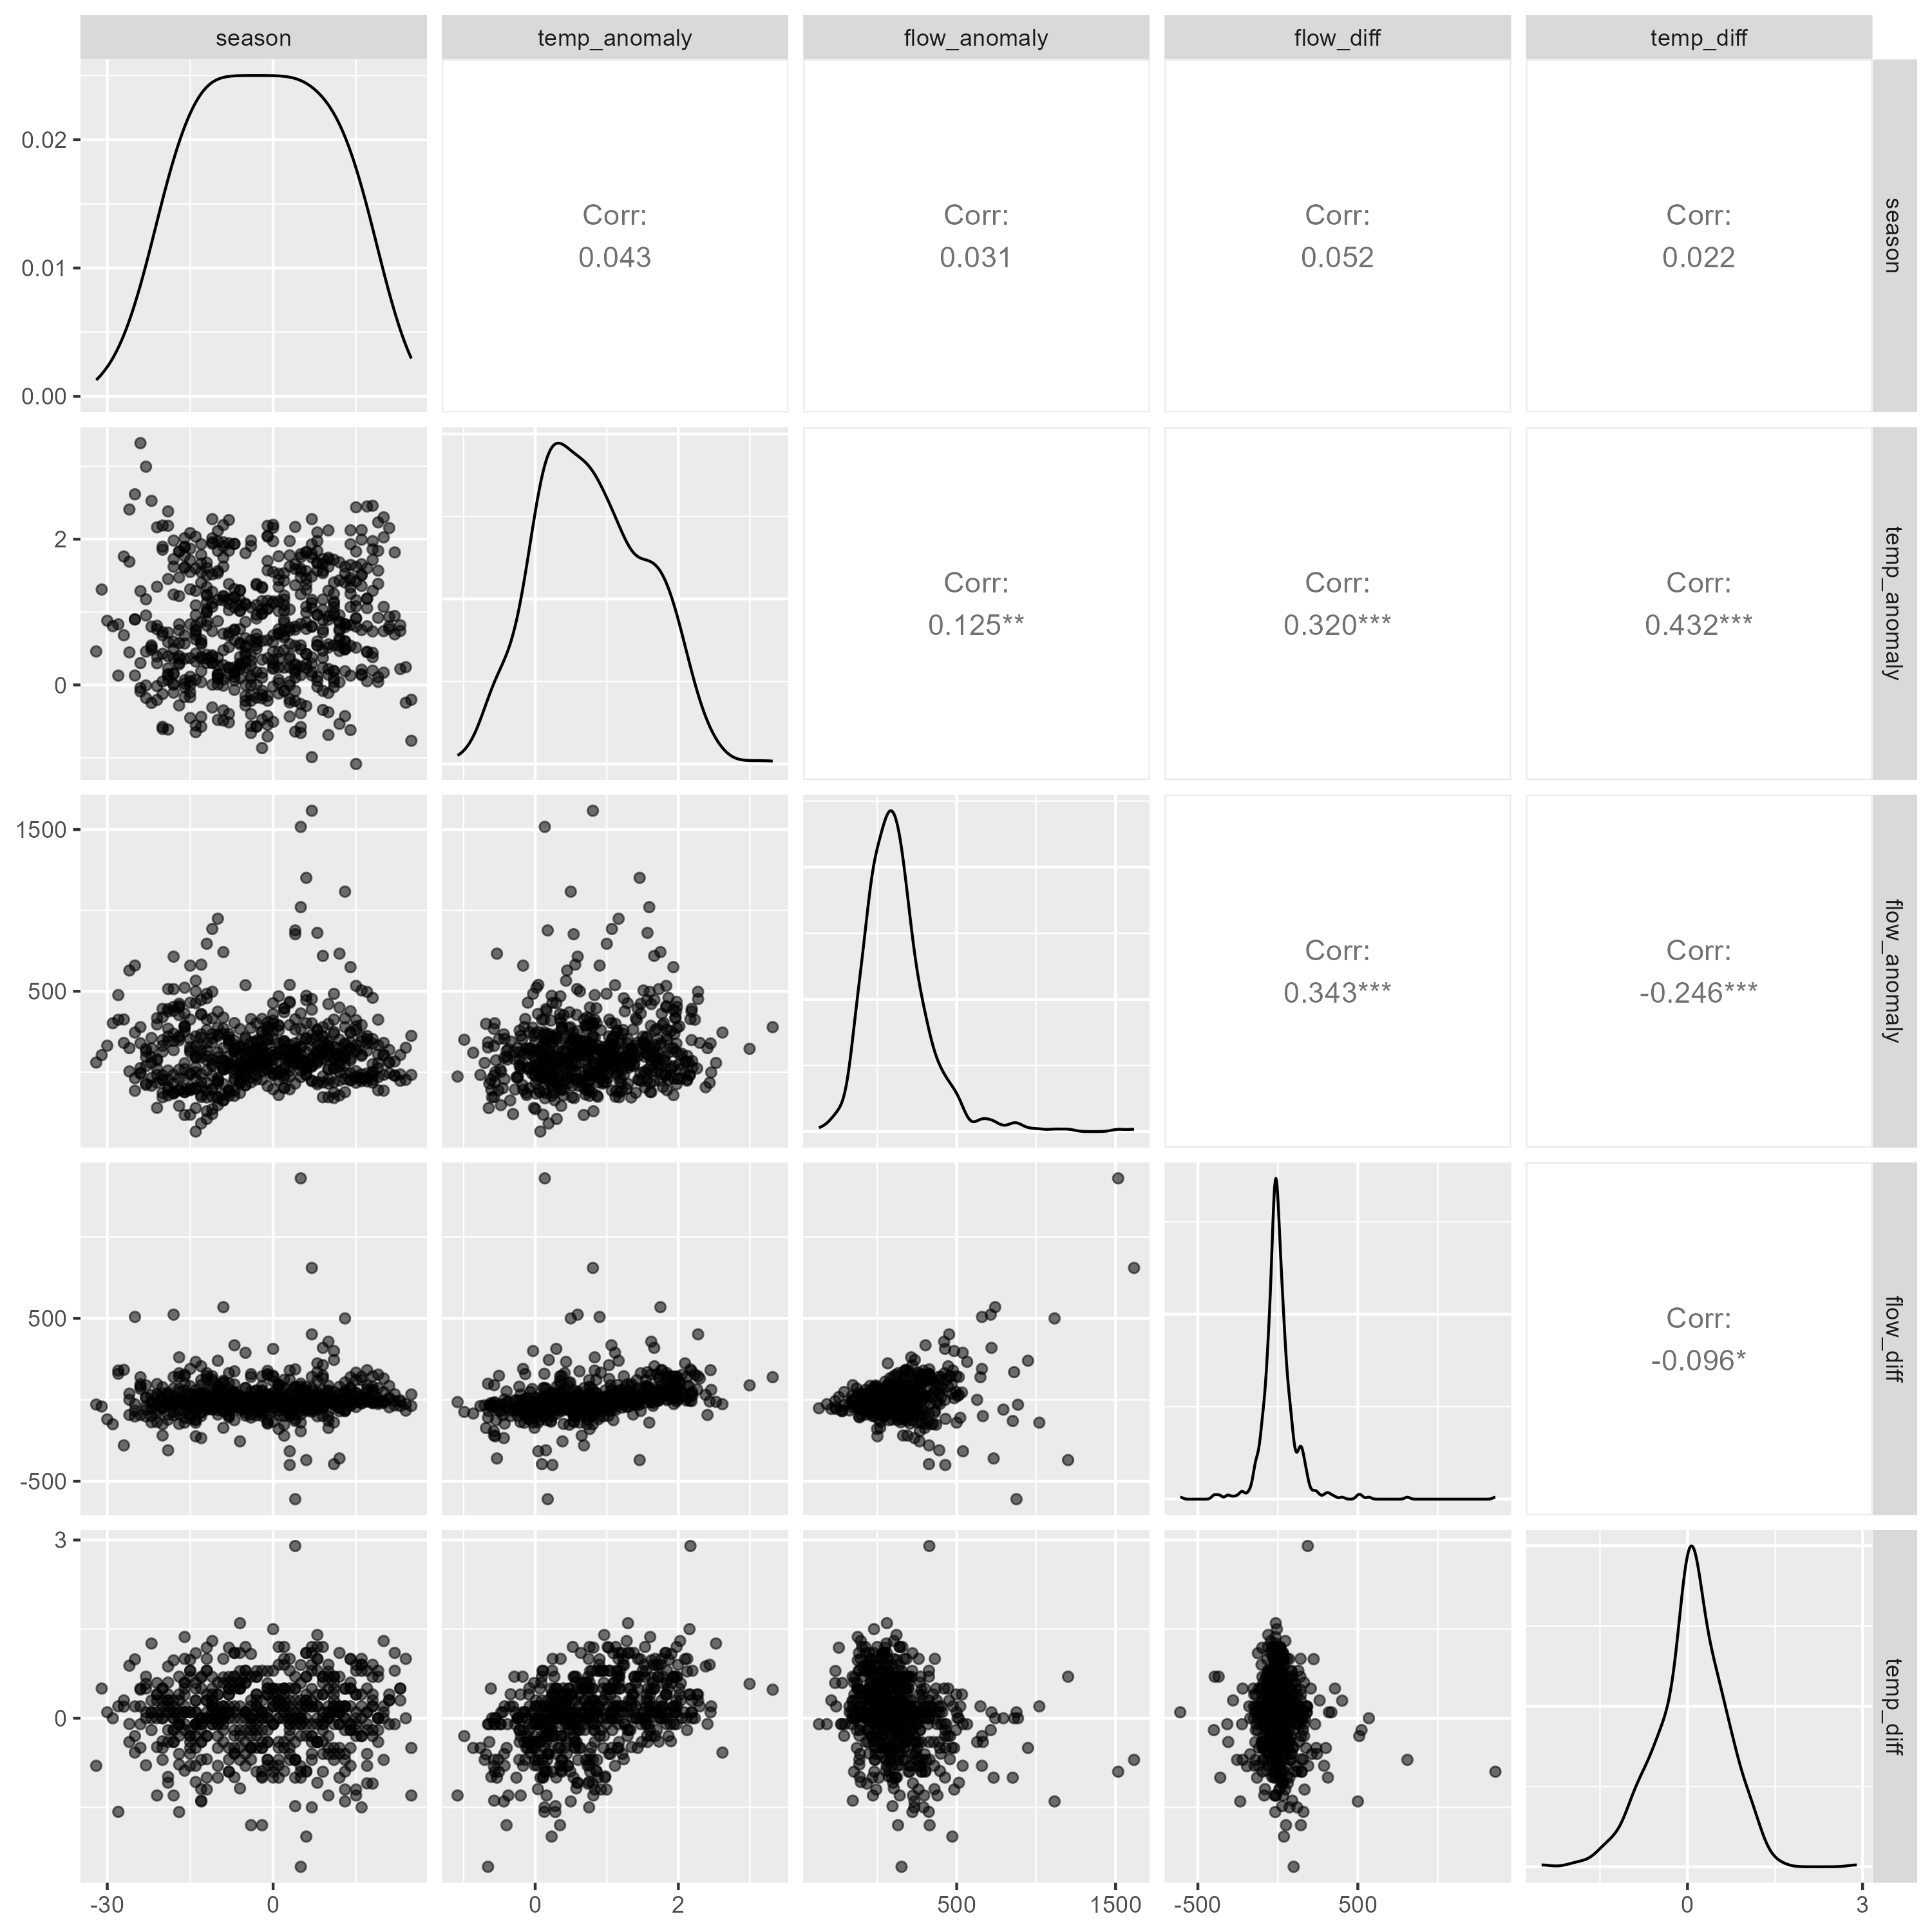 season
temp_anomaly
flow_anomaly
flow_diff
temp_diff
0.02
0.01
0.00
Corr:
0.043
Corr:
0.031
Corr:
0.052
Corr:
0.022
season
2
0
Corr:
0.125**
Corr:
0.320***
Corr:
0.432***
temp_anomaly
1500
500
Corr:
0.343***
Corr:
-0.246***
flow_anomaly
500
-500
Corr:
-0.096*
flow_diff
3
0
temp_diff
-30
0
0
2
500
1500
-500
500
0
3